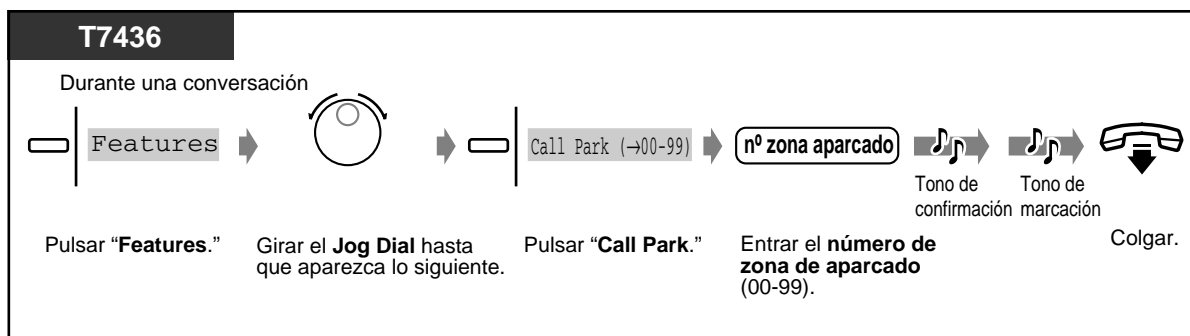 T7436
Durante una conversación
Features
Call Park (→00-99)
nº zona aparcado
Tono de
confirmación
Tono de
marcación
Pulsar “Features.”
Girar el Jog Dial hasta
que aparezca lo siguiente.
Pulsar “Call Park.”
Entrar el número de
zona de aparcado
(00-99).
Colgar.